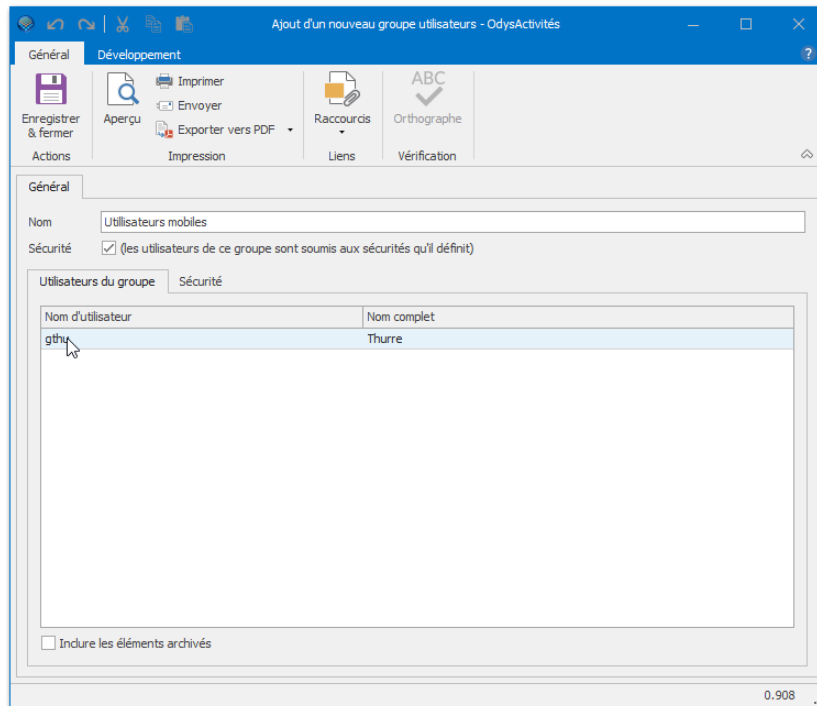 Ajout d'un nouveau groupe utilisateurs - OdysActivités
Général Développement
?
Enregistrer & fermer
Aperçu
Imprimer
Envoyer
Exporter vers PDF
Raccourcis
ABC
Orthographe
Actions Impression Liens Vérification
Général
Nom Utilisateurs mobiles
Sécurité (les utilisateurs de ce groupe sont soumis aux sécurités qu'il définit)
Utilisateurs du groupe Sécurité
Nom d'utilisateur Nom complet
gthu Thurre
Inclure les éléments archivés
0.908